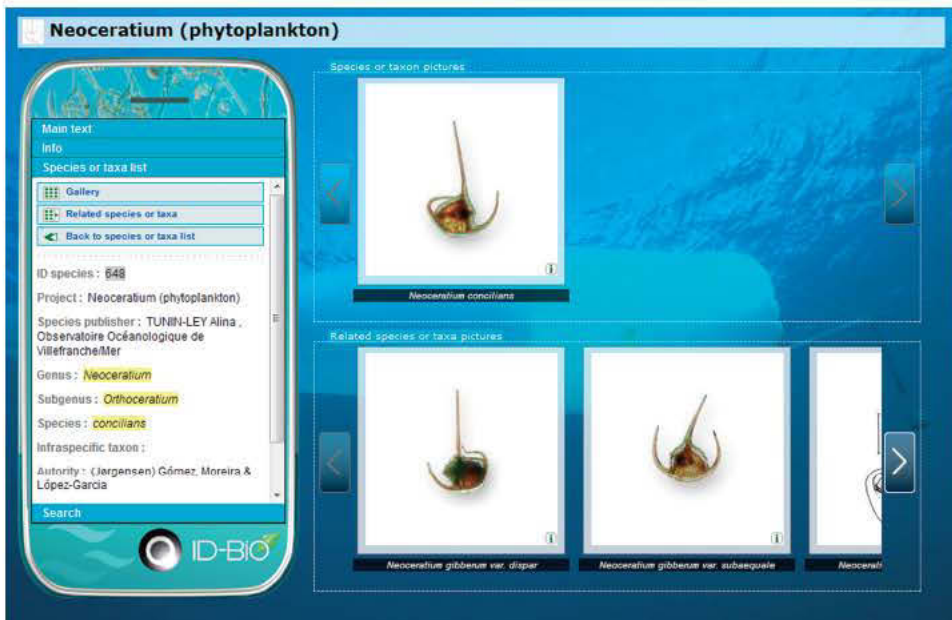 Neoceratium (phytoplankton)
Main text
Info
Species or taxa list
Gallery
Related species or taxa
Back to species or taxa list
ID species : 648
Project : Neoceratium (phytoplankton)
Species publisher : TUNIN-LEY Alina ,
Observatoire Océanologique de
Villefranche/Mer
Genus : Neoceratium
Subgenus : Orthoceratium
Species : concilians
Infraspecific taxon :
Autority : (Jørgensen) Gómez, Moreira &
López-Garcia
Search
ID-BiO
Species or taxon pictures
Neoceratium concilians
Related species or taxa pictures
Neoceratium gibberum var. dispar
Neoceratium gibberum var. subaequale